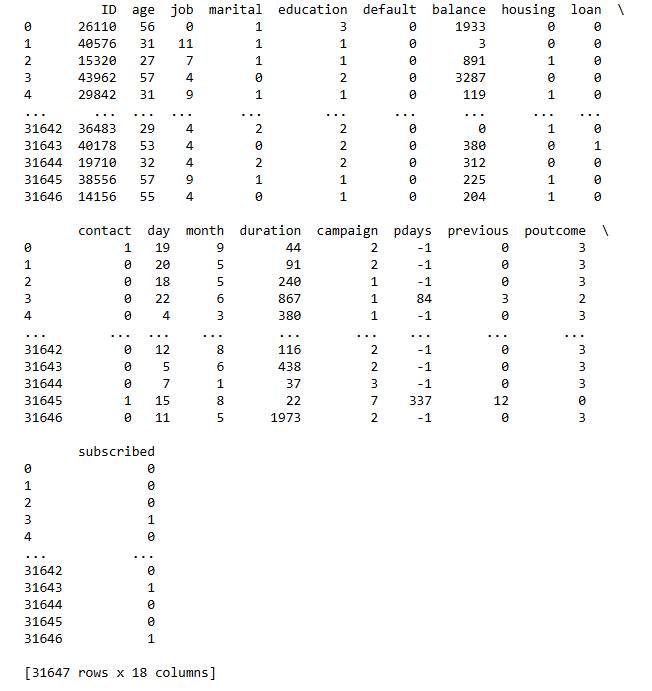 ID age job marital education default balance housing loan \
0 26110 56 0 1 3 0 1933 0 0
1 40576 31 11 1 1 0 3 0 0
2 15320 27 7 1 1 0 891 1 0
3 43962 57 4 0 2 0 3287 0 0
4 29842 31 9 1 1 0 119 1 0
... ... ... ... ... ... ... ... ... ...
31642 36483 29 4 2 2 0 0 1 0
31643 40178 53 4 0 2 0 380 0 1
31644 19710 32 4 2 2 0 312 0 0
31645 38556 57 9 1 1 0 225 1 0
31646 14156 55 4 0 1 0 204 1 0
contact day month duration campaign pdays previous poutcome \
0 1 19 9 44 2 -1 0 3
1 0 20 5 91 2 -1 0 3
2 0 18 5 240 1 -1 0 3
3 0 22 6 867 1 84 3 2
4 0 4 3 380 1 -1 0 3
... ... ... ... ... ... ... ... ...
31642 0 12 8 116 2 -1 0 3
31643 0 5 6 438 2 -1 0 3
31644 0 7 1 37 3 -1 0 3
31645 1 15 8 22 7 337 12 0
31646 0 11 5 1973 2 -1 0 3
subscribed
0 0
1 0
2 0
3 1
4 0
... ...
31642 0
31643 1
31644 0
31645 0
31646 1
[31647 rows x 18 columns]